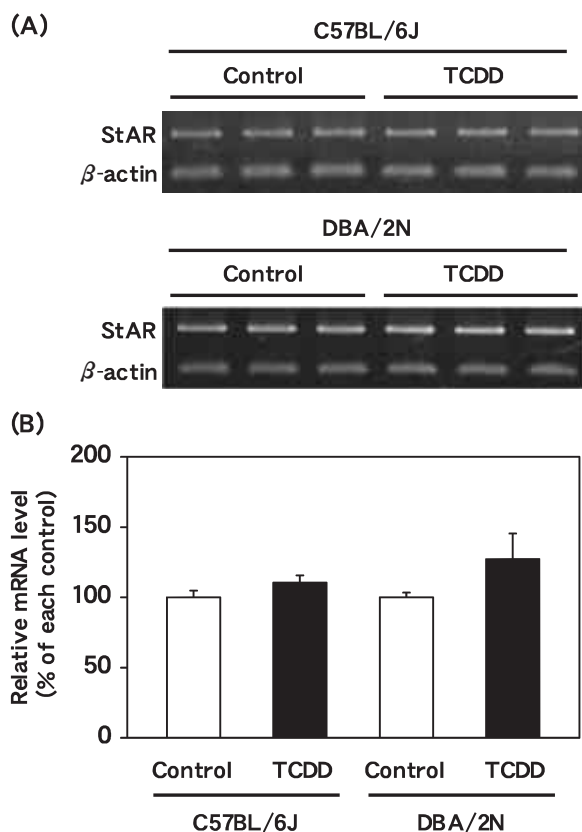 (A)
C57BL/6J
Control TCDD
StAR
β-actin
DBA/2N
Control TCDD
StAR
β-actin
(B)
Relative mRNA level
(% of each control)
200
150
100
50
0
Control TCDD Control TCDD
C57BL/6J DBA/2N